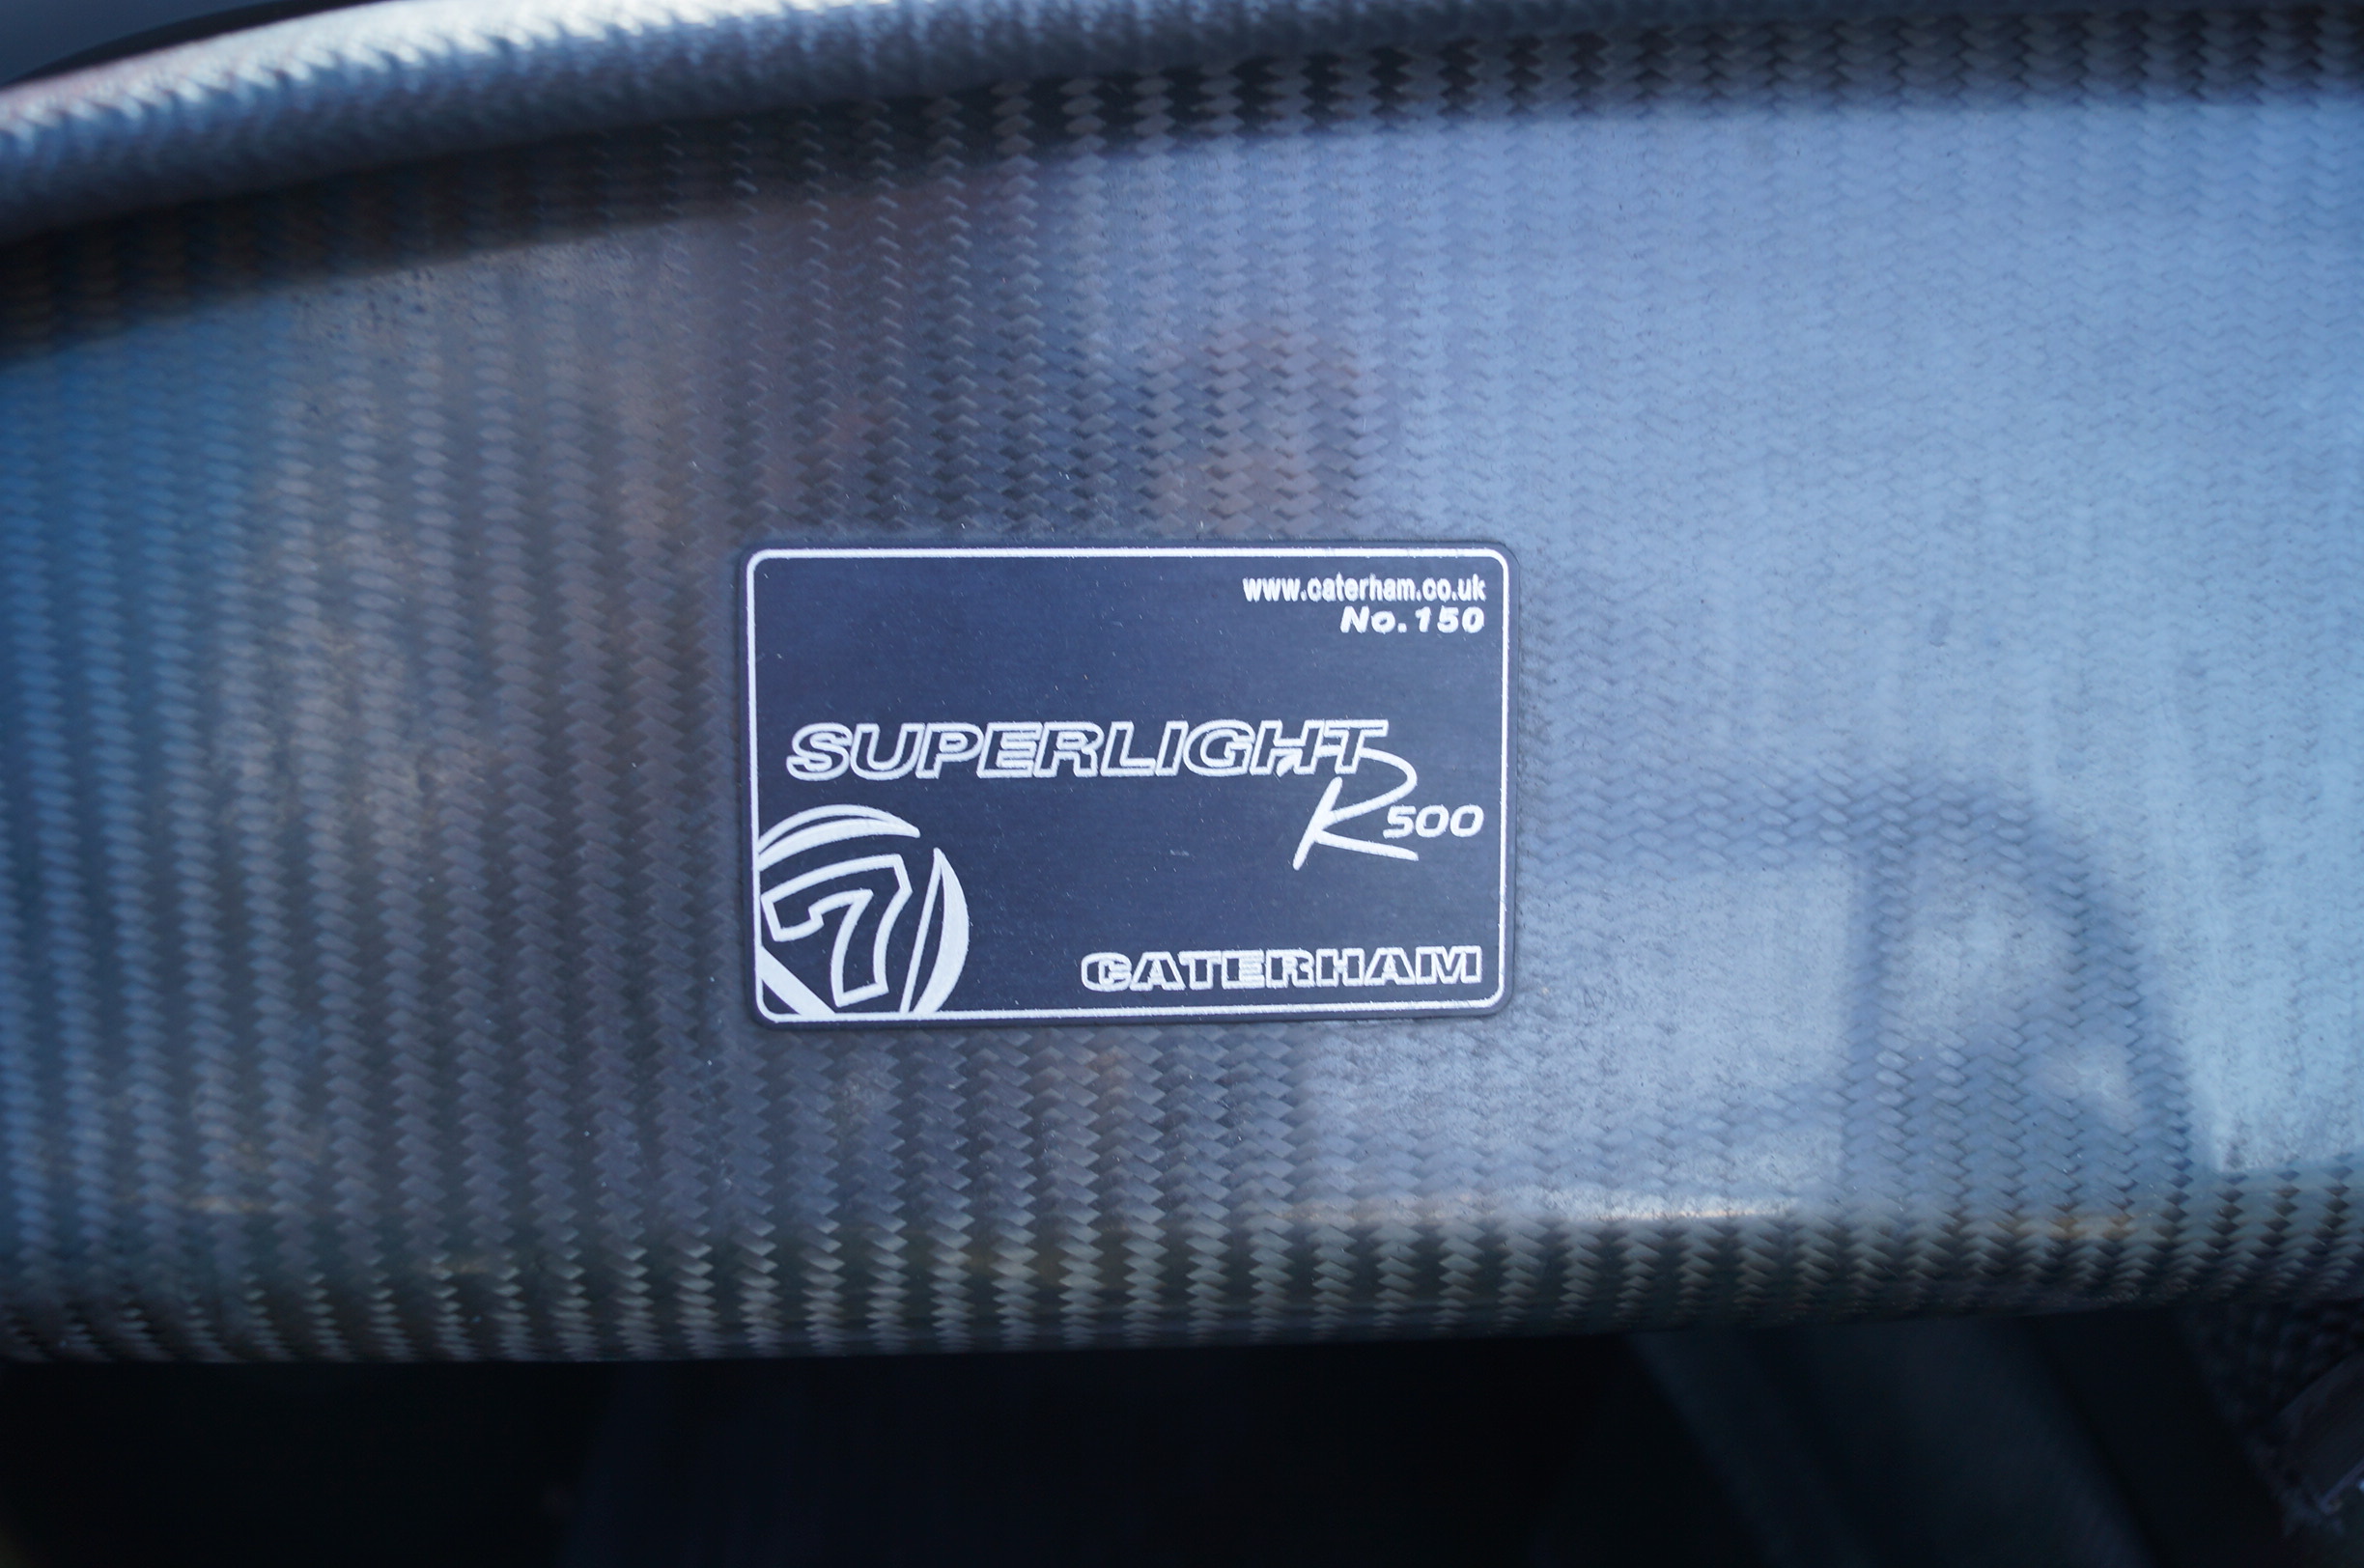 www.caterham.co.uk
No.150
SUPERLIGHT
R500
7
CATERHAM